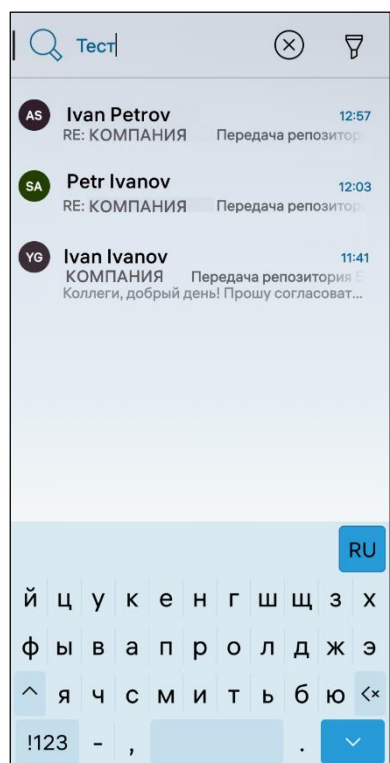 Тест
AS Ivan Petrov 12:57
RE: КОМПАНИЯ Передача репозитор
SA Petr Ivanov 12:03
RE: КОМПАНИЯ Передача репозитор
YG Ivan Ivanov 11:41
КОМПАНИЯ Передача репозитория
Коллеги, добрый день! Прошу согласоват...
RU
й ц у к е н г ш щ з х
ф ы в а п р о л д ж э
^ я ч с м и т ь б ю <×
!123 - , .